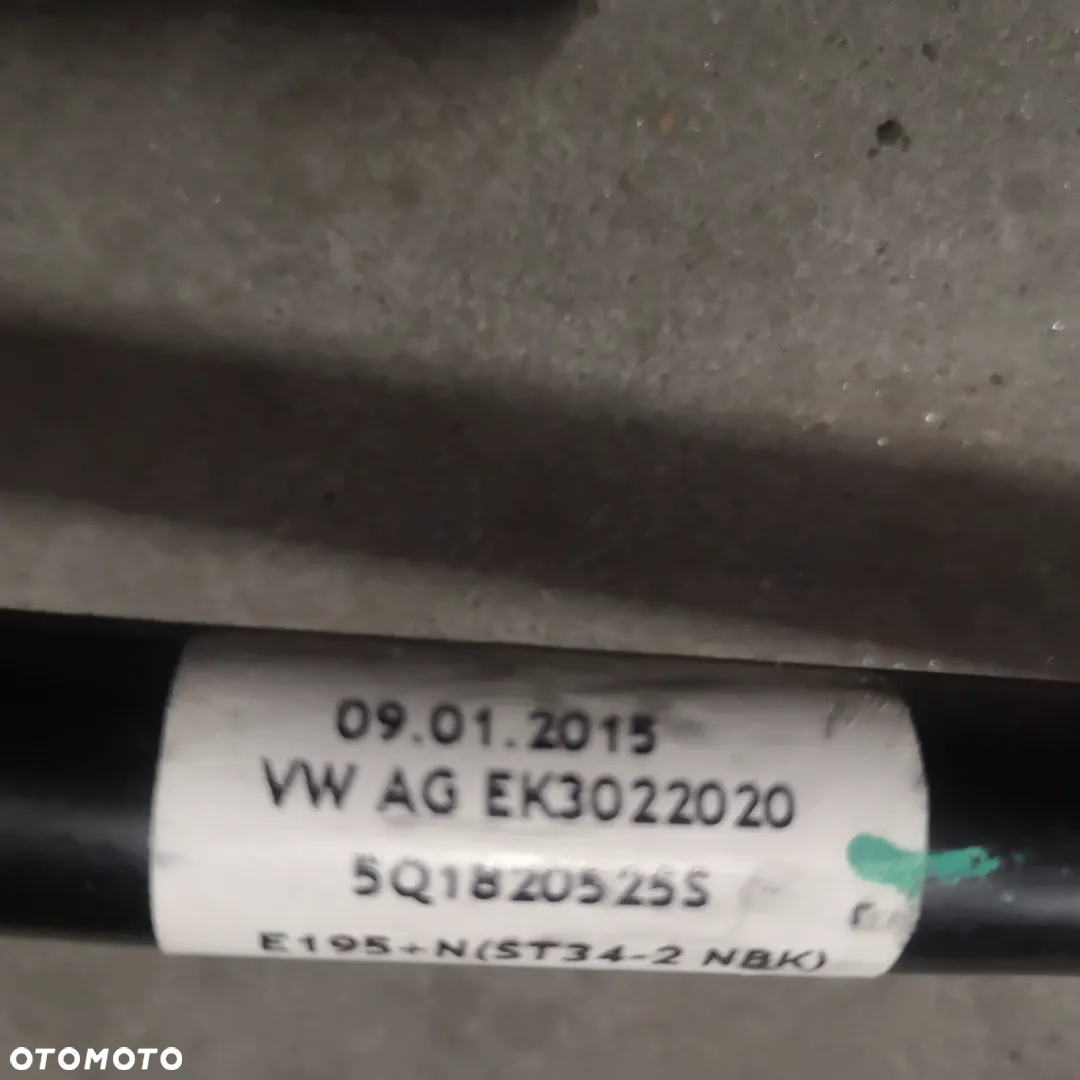 09.01.2015
VW AG EK3022020
5Q1820525S
E195+N(ST34-2 NBK)
OTOMOTO